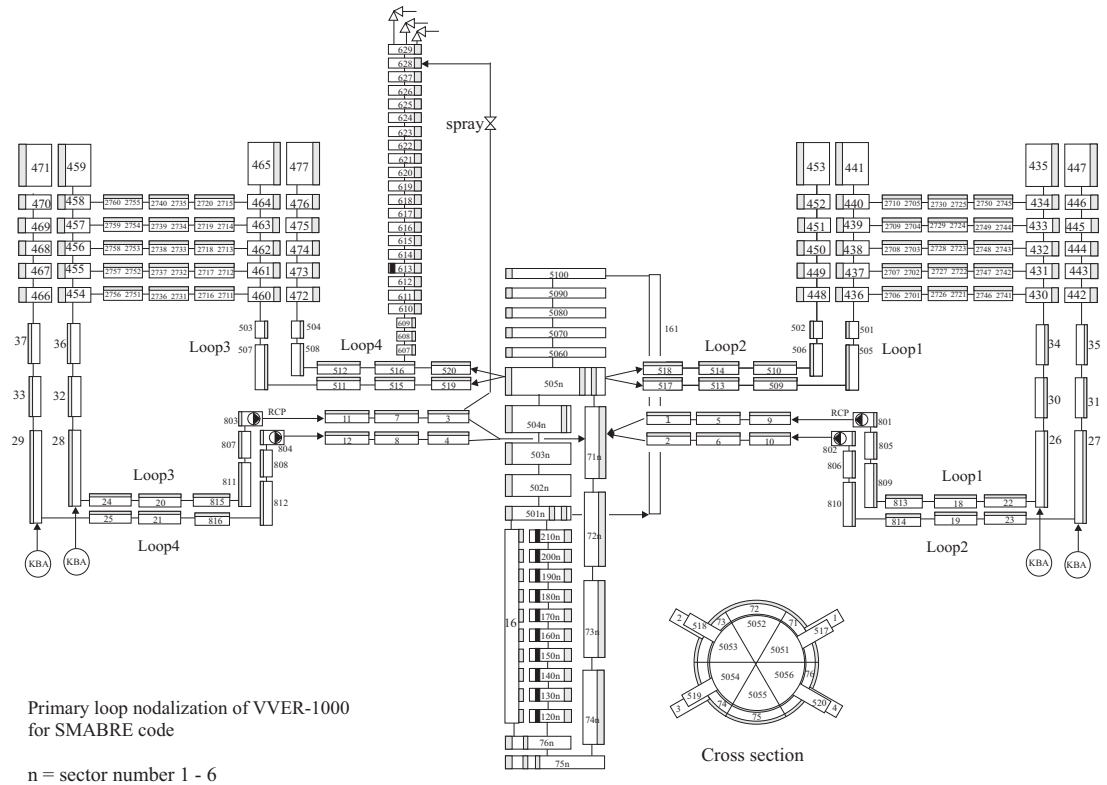 629
628
627
626
625
624
623
622
621
620
619
618
617
616
615
614
613
612
611
610
609
608
607
spray
471 459 465 477
470 458 2760 2755 2740 2735 2720 2715 464 476
469 457 2759 2754 2739 2734 2719 2714 463 475
468 456 2758 2753 2738 2733 2718 2713 462 474
467 455 2757 2752 2737 2732 2717 2712 461 473
466 454 2756 2751 2736 2731 2716 2711 460 472
453 441 435 447
452 440 2710 2705 2730 2725 2750 2745 434 446
451 439 2709 2704 2729 2724 2749 2744 433 445
450 438 2708 2703 2728 2723 2748 2743 432 444
449 437 2707 2702 2727 2722 2747 2742 431 443
448 436 2706 2701 2726 2721 2746 2741 430 442
37 36 503 504
Loop3 507 508 Loop4
512 516 520
511 515 519
33 32
29 28
803 RCP 11 7 3
804 12 8 4
807 808
811 812
Loop3
24 20 815
25 21 816
Loop4
KBA KBA
5100
5090
5080
5070
5060
161
505n
504n
503n
502n
501n
71n
72n
73n
74n
16
210n
200n
190n
180n
170n
160n
150n
140n
130n
120n
76n
75n
502 501
506 505
Loop2 Loop1
518 514 510
517 513 509
34 35
30 31
26 27
1 5 9 RCP 801
2 6 10 802
805 806
809 810
Loop1
813 18 22
814 19 23
Loop2
KBA KBA
72
2 518 73 5052 71 517 1
5053 5051
5054 5056 76
519 5055 520
3 74 75 4
Cross section
Primary loop nodalization of VVER-1000
for SMABRE code
n = sector number 1 - 6